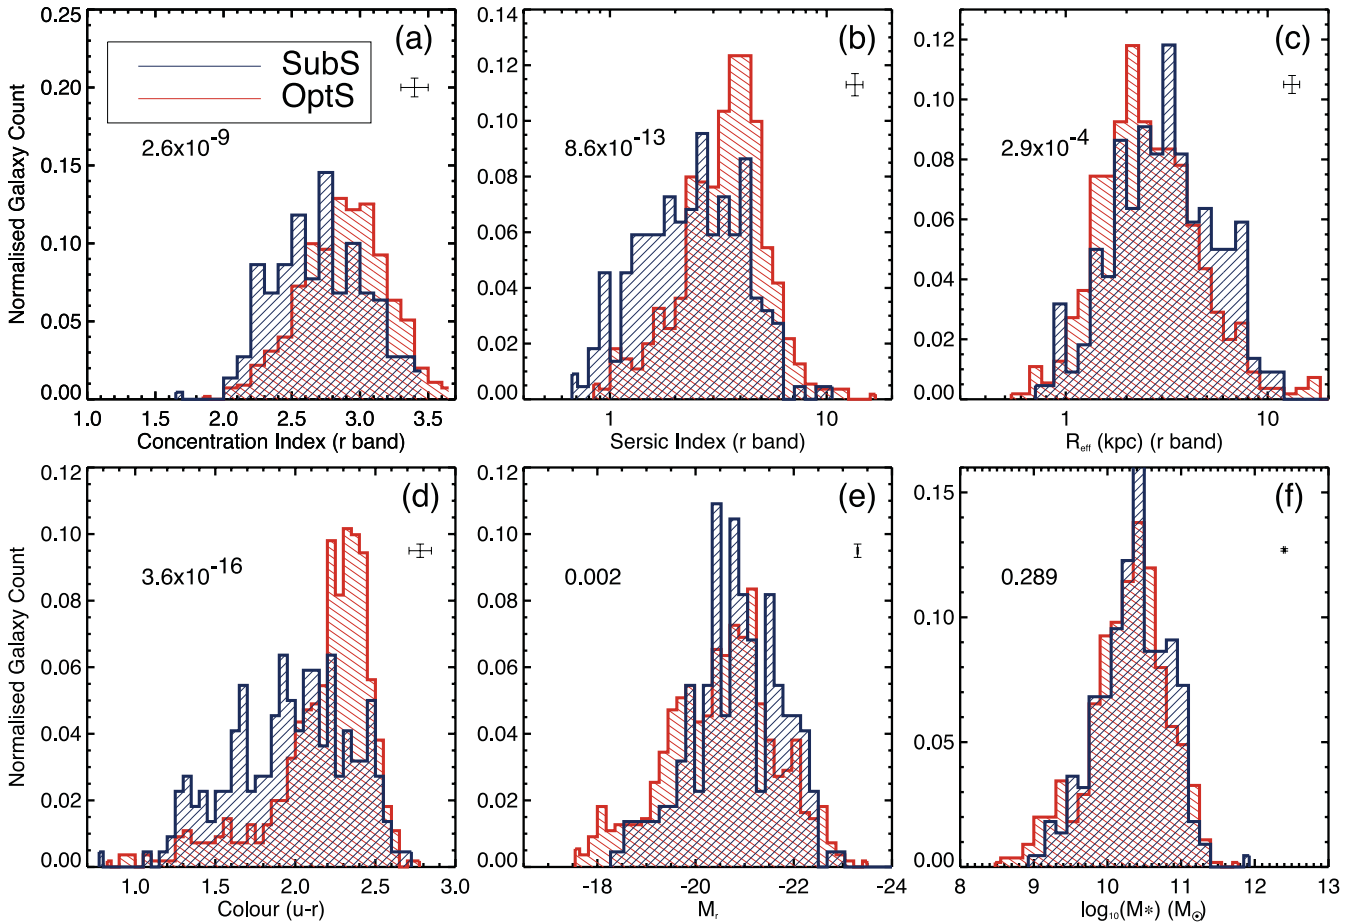 0.25
0.20
0.15
0.10
0.05
0.00
Normalised Galaxy Count
(a)
SubS
OptS
2.6x10⁻⁹
1.0 1.5 2.0 2.5 3.0 3.5
Concentration Index (r band)
0.14
0.12
0.10
0.08
0.06
0.04
0.02
0.00
(b)
8.6x10⁻¹³
1 10
Sersic Index (r band)
0.12
0.10
0.08
0.06
0.04
0.02
0.00
(c)
2.9x10⁻⁴
1 10
R_eff (kpc) (r band)
0.12
0.10
0.08
0.06
0.04
0.02
0.00
Normalised Galaxy Count
(d)
3.6x10⁻¹⁶
1.0 1.5 2.0 2.5 3.0
Colour (u-r)
0.12
0.10
0.08
0.06
0.04
0.02
0.00
(e)
0.002
-18 -20 -22 -24
M_r
0.15
0.10
0.05
0.00
(f)
0.289
8 9 10 11 12 13
log₁₀(M*) (M⊙)